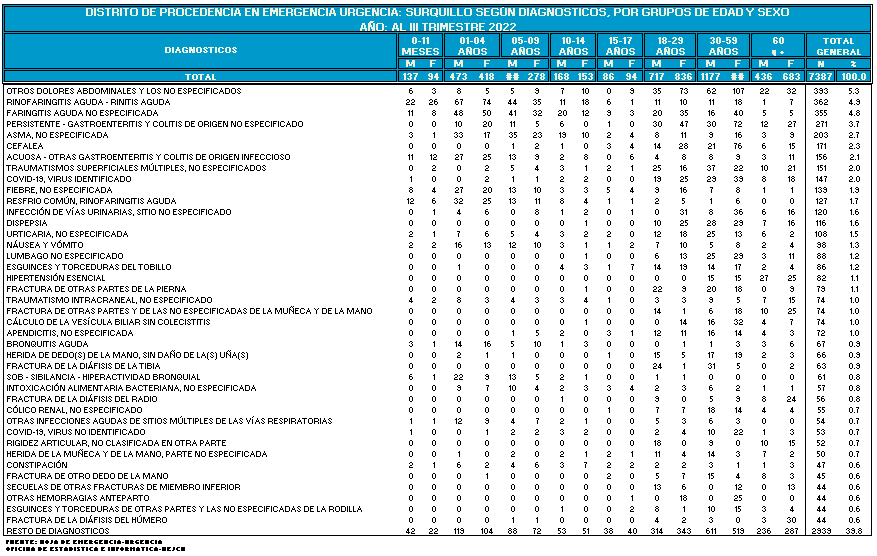 DISTRITO DE PROCEDENCIA EN EMERGENCIA URGENCIA: SURQUILLO SEGÚN DIAGNOSTICOS, POR GRUPOS DE EDAD Y SEXO
AÑO: AL III TRIMESTRE 2022
DIAGNOSTICOS 0-11 MESES 01-04 AÑOS 05-09 AÑOS 10-14 AÑOS 15-17 AÑOS 18-29 AÑOS 30-59 AÑOS 60 TOTAL GENERAL
M F M F M F M F M F M F M F M F N %
TOTAL 137 94 473 418 ## 278 168 153 86 94 717 836 1177 ## 436 683 7387 100.0
OTROS DOLORES ABDOMINALES Y LOS NO ESPECIFICADOS 6 3 8 5 5 9 7 10 0 9 35 73 62 107 22 32 393 5.3
RINOFARINGITIS AGUDA - RINITIS AGUDA 22 26 67 74 44 35 11 18 6 1 11 10 11 18 1 7 362 4.9
FARINGITIS AGUDA NO ESPECIFICADA 11 8 48 50 41 32 20 12 9 3 20 35 16 40 5 5 355 4.8
PERSISTENTE - GASTROENTERITIS Y COLITIS DE ORIGEN NO ESPECIFICADO 0 0 10 20 11 5 6 0 1 0 30 47 30 72 12 27 271 3.7
ASMA, NO ESPECIFICADA 3 1 33 17 35 23 19 10 2 4 8 11 9 16 3 9 203 2.7
CEFALEA 0 0 0 0 1 2 1 0 3 4 14 28 21 76 6 15 171 2.3
ACUOSA - OTRAS GASTROENTERITIS Y COLITIS DE ORIGEN INFECCIOSO 11 12 27 25 13 9 2 8 0 6 4 8 8 9 3 11 156 2.1
TRAUMATISMOS SUPERFICIALES MÚLTIPLES, NO ESPECIFICADOS 0 2 0 2 5 4 3 1 2 1 25 16 37 22 10 21 151 2.0
COVID-19, VIRUS IDENTIFICADO 1 0 0 2 1 1 2 2 0 0 19 25 29 39 8 18 147 2.0
FIEBRE, NO ESPECIFICADA 8 4 27 20 13 10 3 3 5 4 9 16 7 8 1 1 139 1.9
RESFRIO COMÚN, RINOFARINGITIS AGUDA 12 6 32 25 13 11 8 4 1 1 2 5 1 6 0 0 127 1.7
INFECCIÓN DE VÍAS URINARIAS, SITIO NO ESPECIFICADO 0 1 4 6 0 8 1 2 0 1 0 31 8 36 6 16 120 1.6
DISPEPSIA 0 0 0 0 0 0 0 1 0 0 10 25 28 29 7 16 116 1.6
URTICARIA, NO ESPECIFICADA 2 1 7 6 5 4 3 2 2 0 12 18 25 13 6 2 108 1.5
NÁUSEA Y VÓMITO 2 2 16 13 12 10 3 1 1 2 7 10 5 8 2 4 98 1.3
LUMBAGO NO ESPECIFICADO 0 0 0 0 0 0 0 1 0 0 6 13 25 29 3 11 88 1.2
ESGUINCES Y TORCEDURAS DEL TOBILLO 0 0 0 1 0 0 4 3 1 7 14 19 14 17 2 4 86 1.2
HIPERTENSIÓN ESENCIAL 0 0 0 0 0 0 0 0 0 0 0 0 15 15 27 25 82 1.1
FRACTURA DE OTRAS PARTES DE LA PIERNA 0 0 0 0 0 0 0 1 0 0 22 9 20 18 0 9 79 1.1
TRAUMATISMO INTRACRANEAL, NO ESPECIFICADO 4 2 8 3 4 3 3 4 1 0 3 3 9 5 7 15 74 1.0
FRACTURA DE OTRAS PARTES Y DE LAS NO ESPECIFICADAS DE LA MUÑECA Y DE LA MANO 0 0 0 0 0 0 0 0 0 0 14 1 6 18 10 25 74 1.0
CÁLCULO DE LA VESÍCULA BILIAR SIN COLECISTITIS 0 0 0 0 0 0 0 1 0 0 0 14 16 32 4 7 74 1.0
APENDICITIS, NO ESPECIFICADA 0 0 0 0 1 5 2 0 3 1 12 11 16 14 4 3 72 1.0
BRONQUITIS AGUDA 3 1 14 16 5 10 1 3 0 0 0 1 1 3 3 6 67 0.9
HERIDA DE DEDO(S) DE LA MANO, SIN DAÑO DE LA(S) UÑA(S) 0 0 2 1 1 0 3 0 1 0 15 5 17 19 2 3 66 0.9
FRACTURA DE LA DIÁFISIS DE LA TIBIA 0 0 0 0 0 0 0 0 0 0 24 1 31 5 0 2 63 0.9
SOB - SIBILANCIA - HIPERACTIVIDAD BRONQUIAL 6 1 22 9 13 5 2 1 0 0 1 1 0 0 0 0 61 0.8
INTOXICACIÓN ALIMENTARIA BACTERIANA, NO ESPECIFICADA 0 0 9 7 10 4 2 3 3 4 2 3 6 2 1 1 57 0.8
FRACTURA DE LA DIÁFISIS DEL RADIO 0 0 0 0 0 0 1 0 0 0 9 0 5 9 8 24 56 0.8
CÓLICO RENAL, NO ESPECIFICADO 0 0 0 0 0 0 0 0 1 0 7 7 18 14 4 4 55 0.7
OTRAS INFECCIONES AGUDAS DE SITIOS MÚLTIPLES DE LAS VÍAS RESPIRATORIAS 1 1 12 9 4 7 2 1 0 0 5 3 6 3 0 0 54 0.7
COVID-19, VIRUS NO IDENTIFICADO 1 0 0 1 2 2 3 2 0 0 2 4 10 22 1 3 53 0.7
RIGIDEZ ARTICULAR, NO CLASIFICADA EN OTRA PARTE 0 0 0 0 0 0 0 0 0 0 18 0 9 0 10 15 52 0.7
HERIDA DE LA MUÑECA Y DE LA MANO, PARTE NO ESPECIFICADA 0 0 1 0 2 0 2 1 2 1 11 4 14 3 7 2 50 0.7
CONSTIPACIÓN 2 1 6 2 4 6 3 7 2 2 2 2 3 1 1 3 47 0.6
FRACTURA DE OTRO DEDO DE LA MANO 0 0 0 1 0 0 0 0 2 0 5 7 15 4 8 3 45 0.6
SECUELAS DE OTRAS FRACTURAS DE MIEMBRO INFERIOR 0 0 0 0 0 0 0 0 0 0 13 6 0 12 0 13 44 0.6
OTRAS HEMORRAGIAS ANTEPARTO 0 0 0 0 0 0 0 0 0 1 0 18 0 25 0 0 44 0.6
ESGUINCES Y TORCEDURAS DE OTRAS PARTES Y LAS NO ESPECIFICADAS DE LA RODILLA 0 0 0 0 0 0 1 0 0 2 8 1 10 15 3 4 44 0.6
FRACTURA DE LA DIÁFISIS DEL HÚMERO 0 0 0 0 1 1 0 0 0 0 4 2 3 0 3 30 44 0.6
RESTO DE DIAGNOSTICOS 42 22 119 104 88 72 53 51 38 40 314 343 611 519 236 287 2939 39.8
FUENTE: HOJA DE EMERGENCIA-URGENCIA
OFICINA DE ESTADISTICA E INFORMATICA-HEJCU